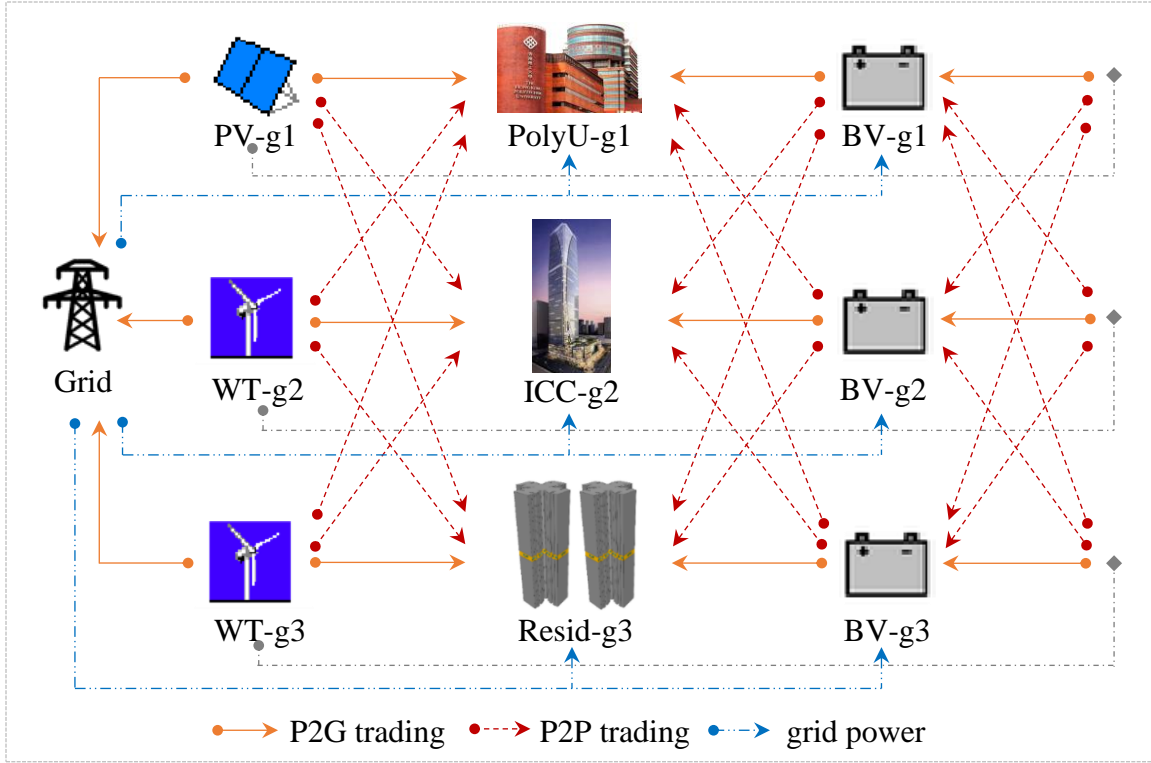 PV-g1
PolyU-g1
BV-g1
Grid
WT-g2
ICC-g2
BV-g2
WT-g3
Resid-g3
BV-g3
P2G trading
P2P trading
grid power